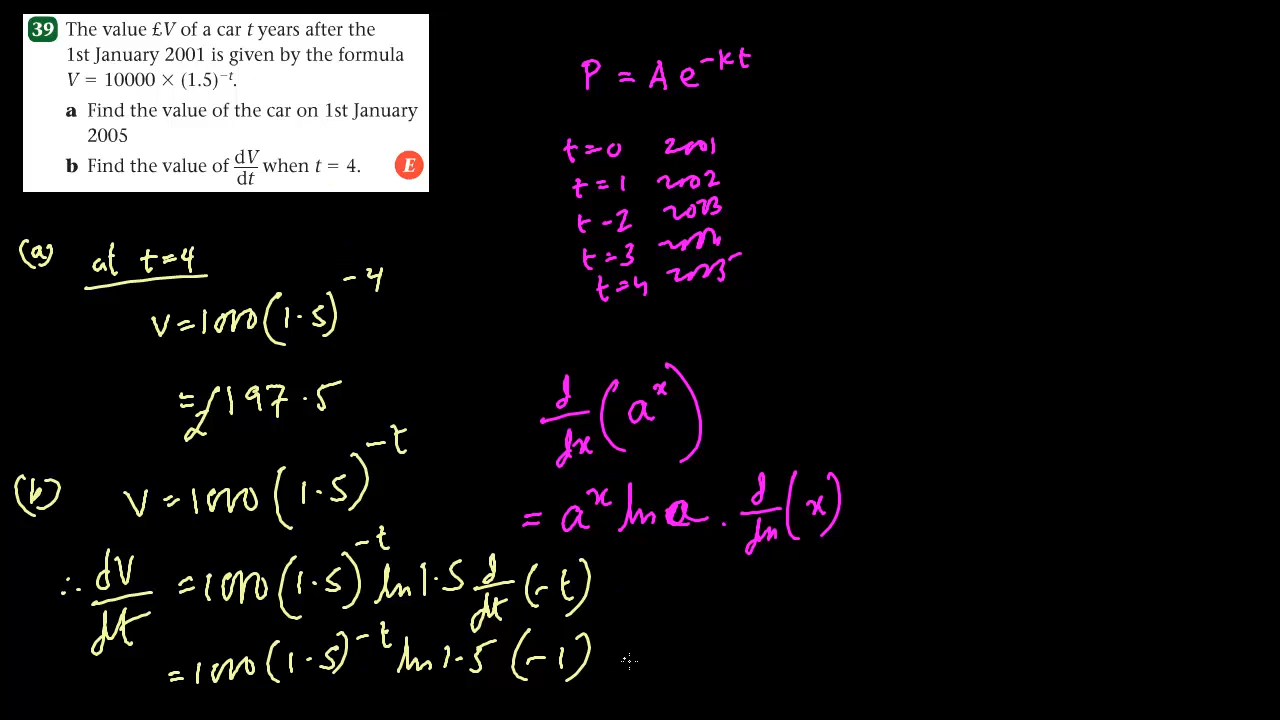 39 The value £V of a car t years after the
1st January 2001 is given by the formula
V = 10000 × (1.5)⁻ᵗ.
a Find the value of the car on 1st January
2005
b Find the value of dV/dt when t = 4. E
P = A e^(-kt)
t=0 2001
t=1 2002
t-2 2003
t=3 2004
t=4 2005
(a) at t=4
V=1000(1.5)^(-4)
=£197.5
(b) V=1000(1.5)^(-t)
∴ dV/dt =1000(1.5)^(-t) ln1.5 d/dt (-t)
=1000(1.5)^(-t) ln1.5 (-1)
d/dx (a^x)
= a^x ln a . d/dx (x)